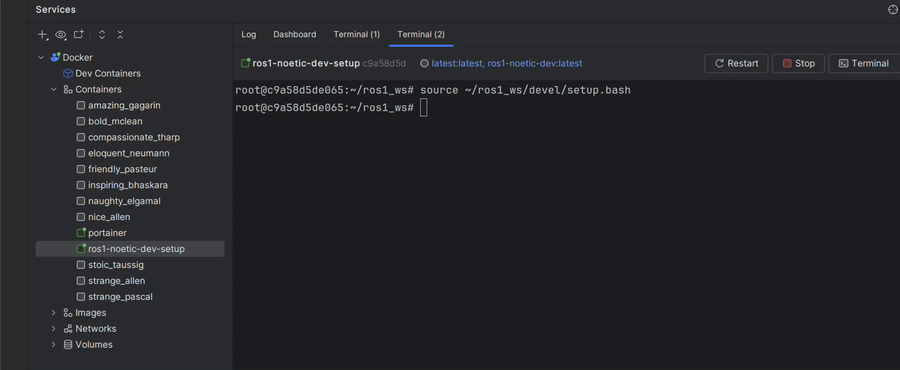 Services
Log Dashboard Terminal (1) Terminal (2)
Docker
Dev Containers
Containers
amazing_gagarin
bold_mclean
compassionate_tharp
eloquent_neumann
friendly_pasteur
inspiring_bhaskara
naughty_elgamal
nice_allen
portainer
ros1-noetic-dev-setup
stoic_taussig
strange_allen
strange_pascal
Images
Networks
Volumes
ros1-noetic-dev-setup c9a58d5d latest:latest, ros1-noetic-dev:latest Restart Stop Terminal
root@c9a58d5de065:~/ros1_ws# source ~/ros1_ws/devel/setup.bash
root@c9a58d5de065:~/ros1_ws#